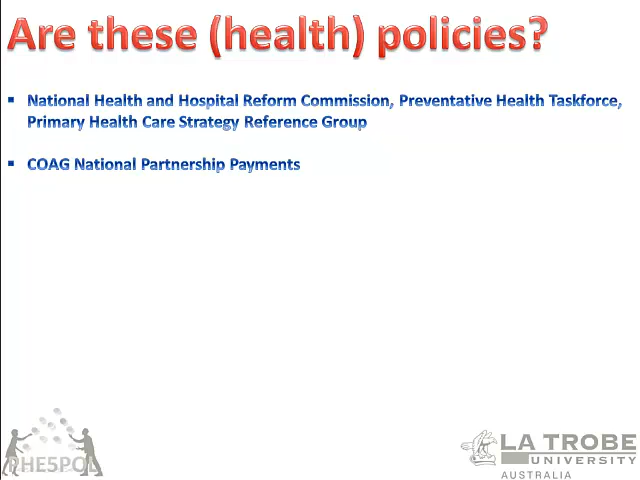 Are these (health) policies?
National Health and Hospital Reform Commission, Preventative Health Taskforce,
Primary Health Care Strategy Reference Group
COAG National Partnership Payments
PHE5POL
LA TROBE
UNIVERSITY
AUSTRALIA